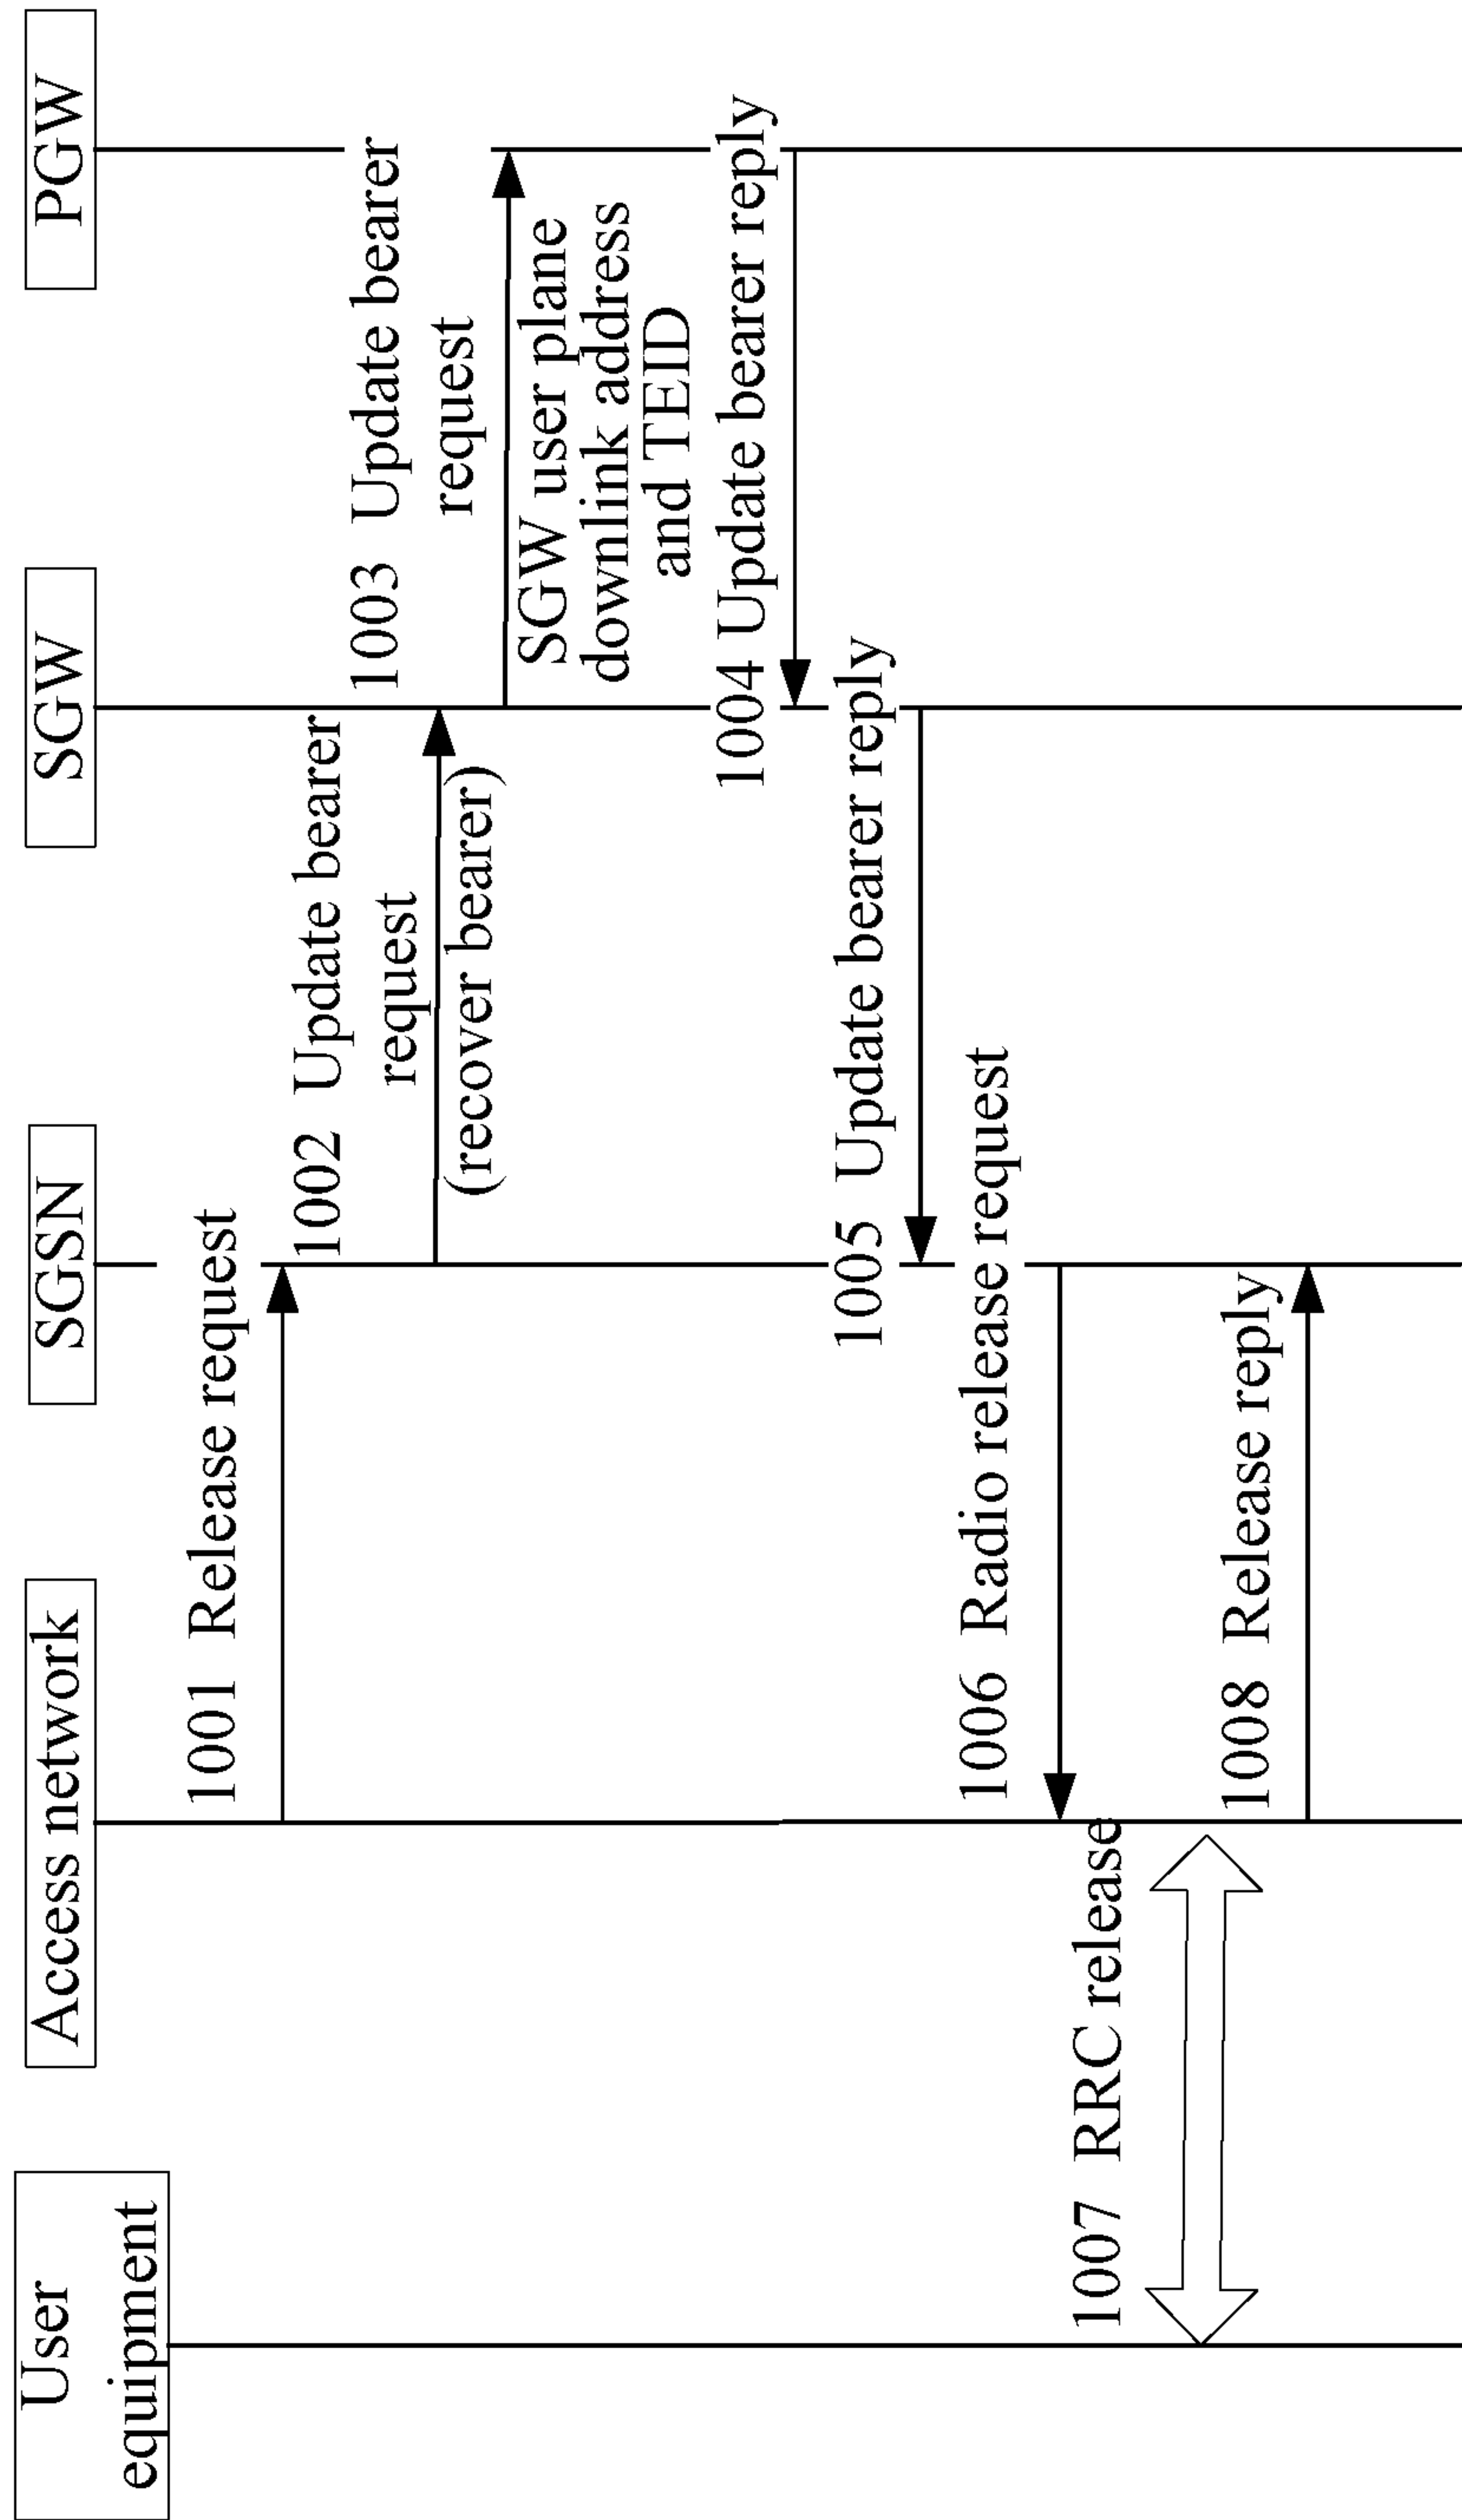 User
equipment
Access network
SGSN
SGW
PGW
1001 Release request
1002 Update bearer
request
(recover bearer)
1003 Update bearer
request
SGW user plane
downlink address
and TEID
1004 Update bearer reply
1005 Update bearer reply
1006 Radio release request
1007 RRC release
1008 Release reply